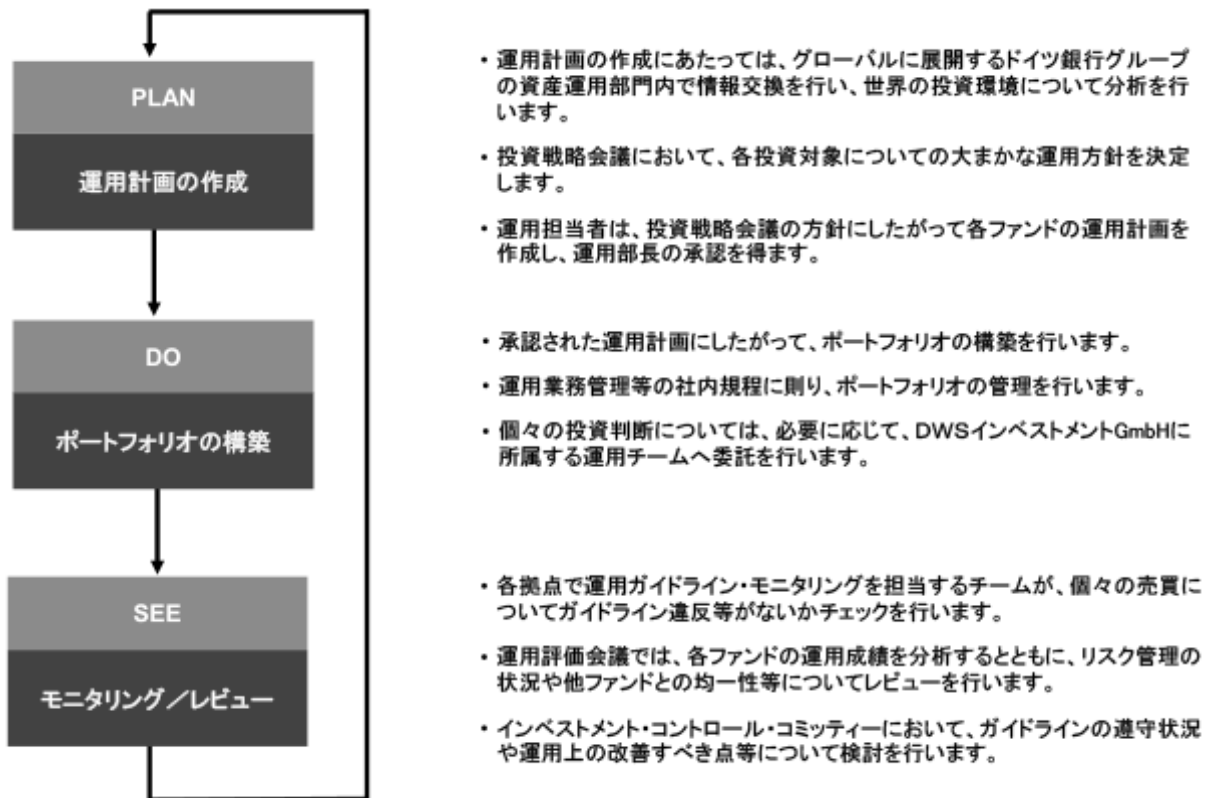 PLAN
運用計画の作成
・運用計画の作成にあたっては、グローバルに展開するドイツ銀行グループ
の資産運用部門内で情報交換を行い、世界の投資環境について分析を行
います。
・投資戦略会議において、各投資対象についての大まかな運用方針を決定
します。
・運用担当者は、投資戦略会議の方針にしたがって各ファンドの運用計画を
作成し、運用部長の承認を得ます。
DO
ポートフォリオの構築
・承認された運用計画にしたがって、ポートフォリオの構築を行います。
・運用業務管理等の社内規程に則り、ポートフォリオの管理を行います。
・個々の投資判断については、必要に応じて、DWSインベストメントGmbHに
所属する運用チームへ委託を行います。
SEE
モニタリング／レビュー
・各拠点で運用ガイドライン・モニタリングを担当するチームが、個々の売買に
ついてガイドライン違反等がないかチェックを行います。
・運用評価会議では、各ファンドの運用成績を分析するとともに、リスク管理の
状況や他ファンドとの均一性等についてレビューを行います。
・インベストメント・コントロール・コミッティーにおいて、ガイドラインの遵守状況
や運用上の改善すべき点等について検討を行います。